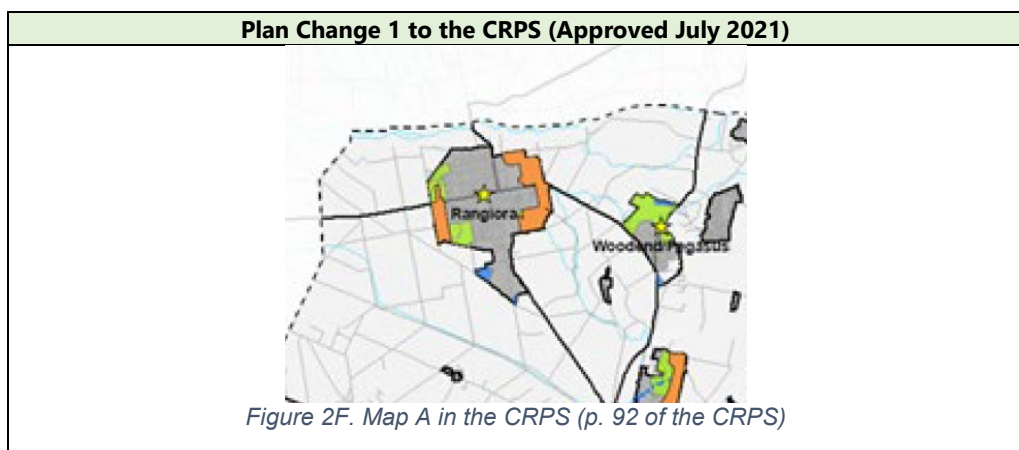 Plan Change 1 to the CRPS (Approved July 2021)
Rangiora
Woodend Pegasus
Figure 2F. Map A in the CRPS (p. 92 of the CRPS)